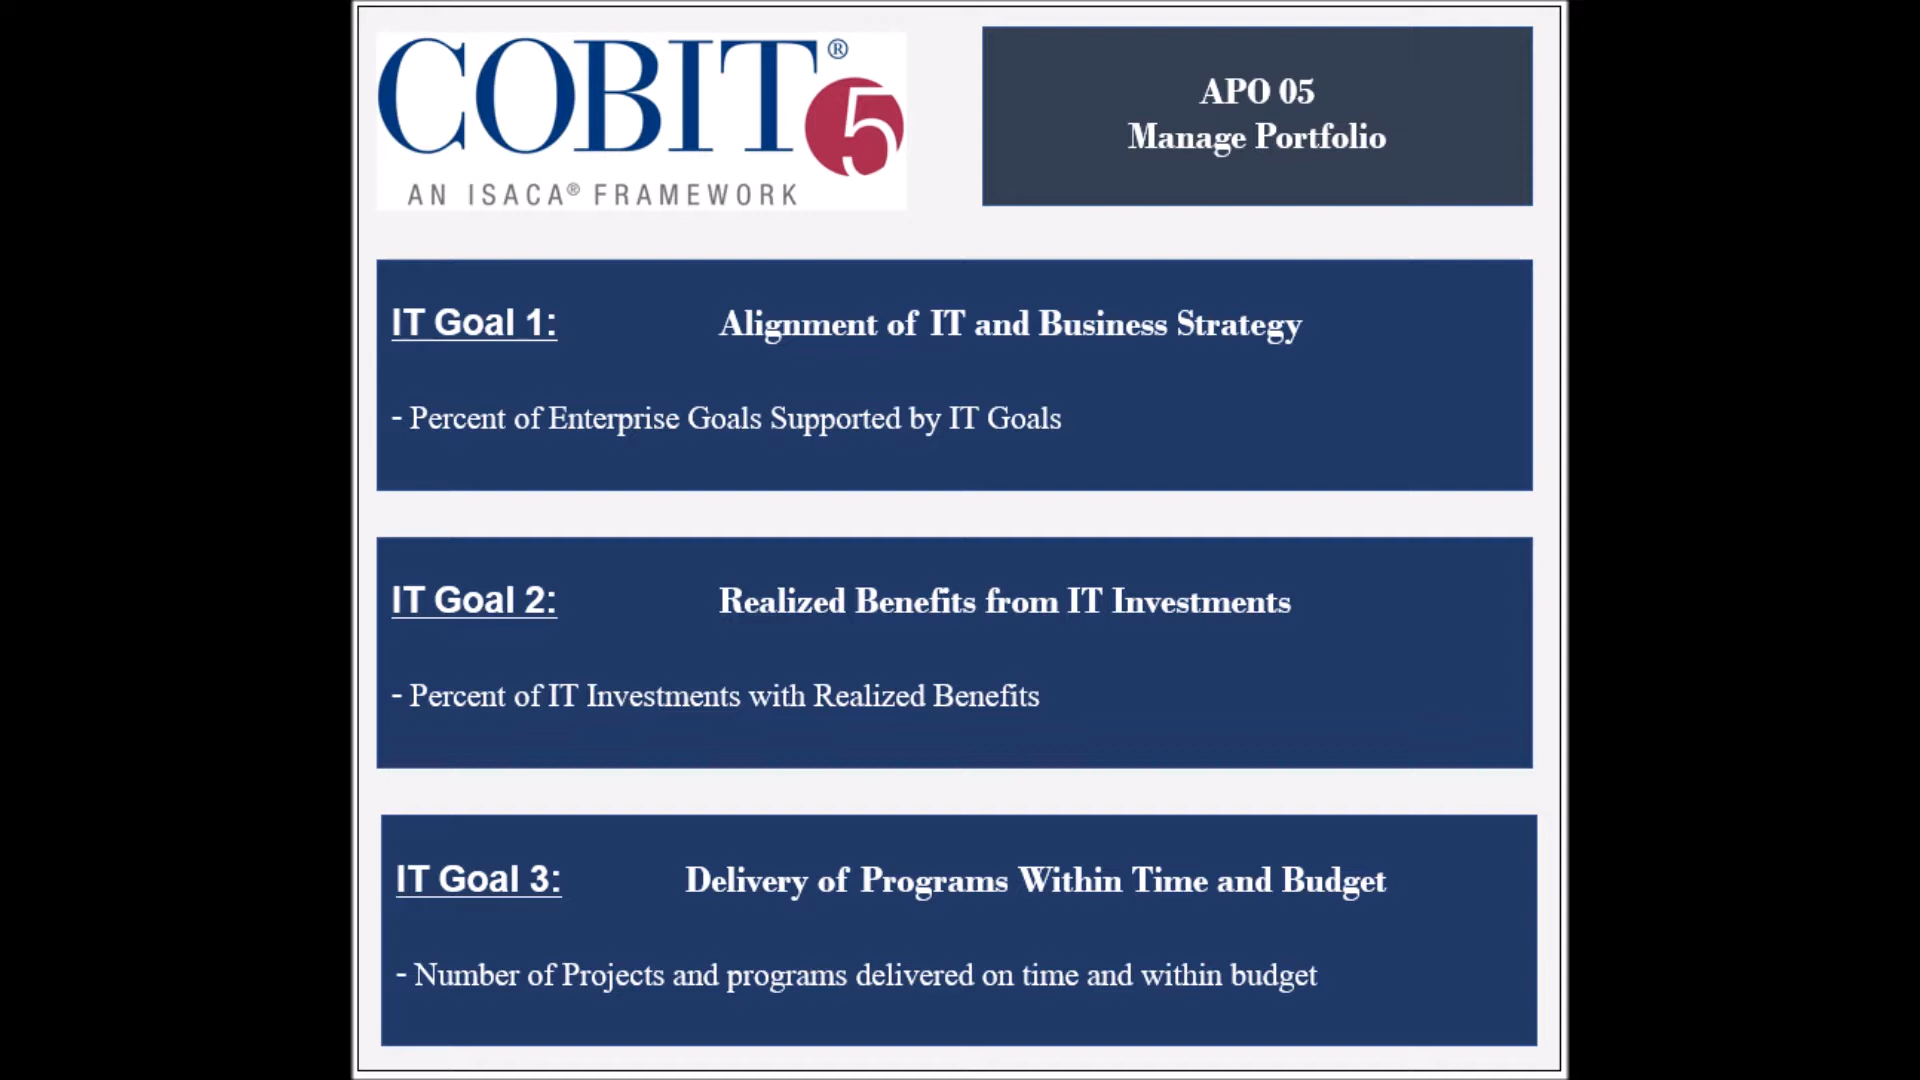 COBIT® 5
AN ISACA® FRAMEWORK
APO 05
Manage Portfolio
IT Goal 1: Alignment of IT and Business Strategy
- Percent of Enterprise Goals Supported by IT Goals
IT Goal 2: Realized Benefits from IT Investments
- Percent of IT Investments with Realized Benefits
IT Goal 3: Delivery of Programs Within Time and Budget
- Number of Projects and programs delivered on time and within budget